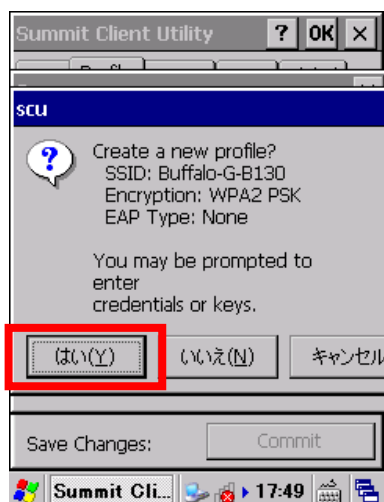 Summit Client Utility ? OK ×
scu
Create a new profile?
SSID: Buffalo-G-B130
Encryption: WPA2 PSK
EAP Type: None
You may be prompted to
enter
credentials or keys.
はい(Y) いいえ(N) キャンセル
Save Changes: Commit
Summit Cli... 17:49